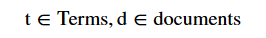 t ∈ Terms, d ∈ documents